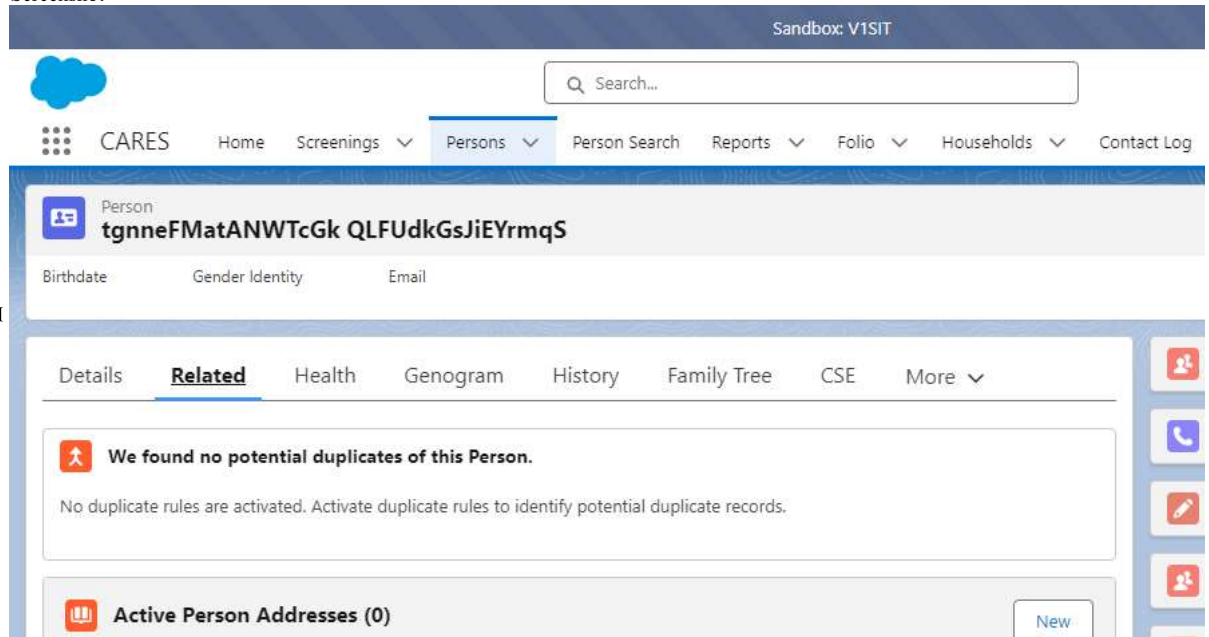 Sandbox: V1SIT
Search...
CARES Home Screenings Persons Person Search Reports Folio Households Contact Log
Person
tgnneFMatANWTcGk QLFUdkGsJiEYrmqS
Birthdate Gender Identity Email
Details Related Health Genogram History Family Tree CSE More
We found no potential duplicates of this Person.
No duplicate rules are activated. Activate duplicate rules to identify potential duplicate records.
Active Person Addresses (0)
New